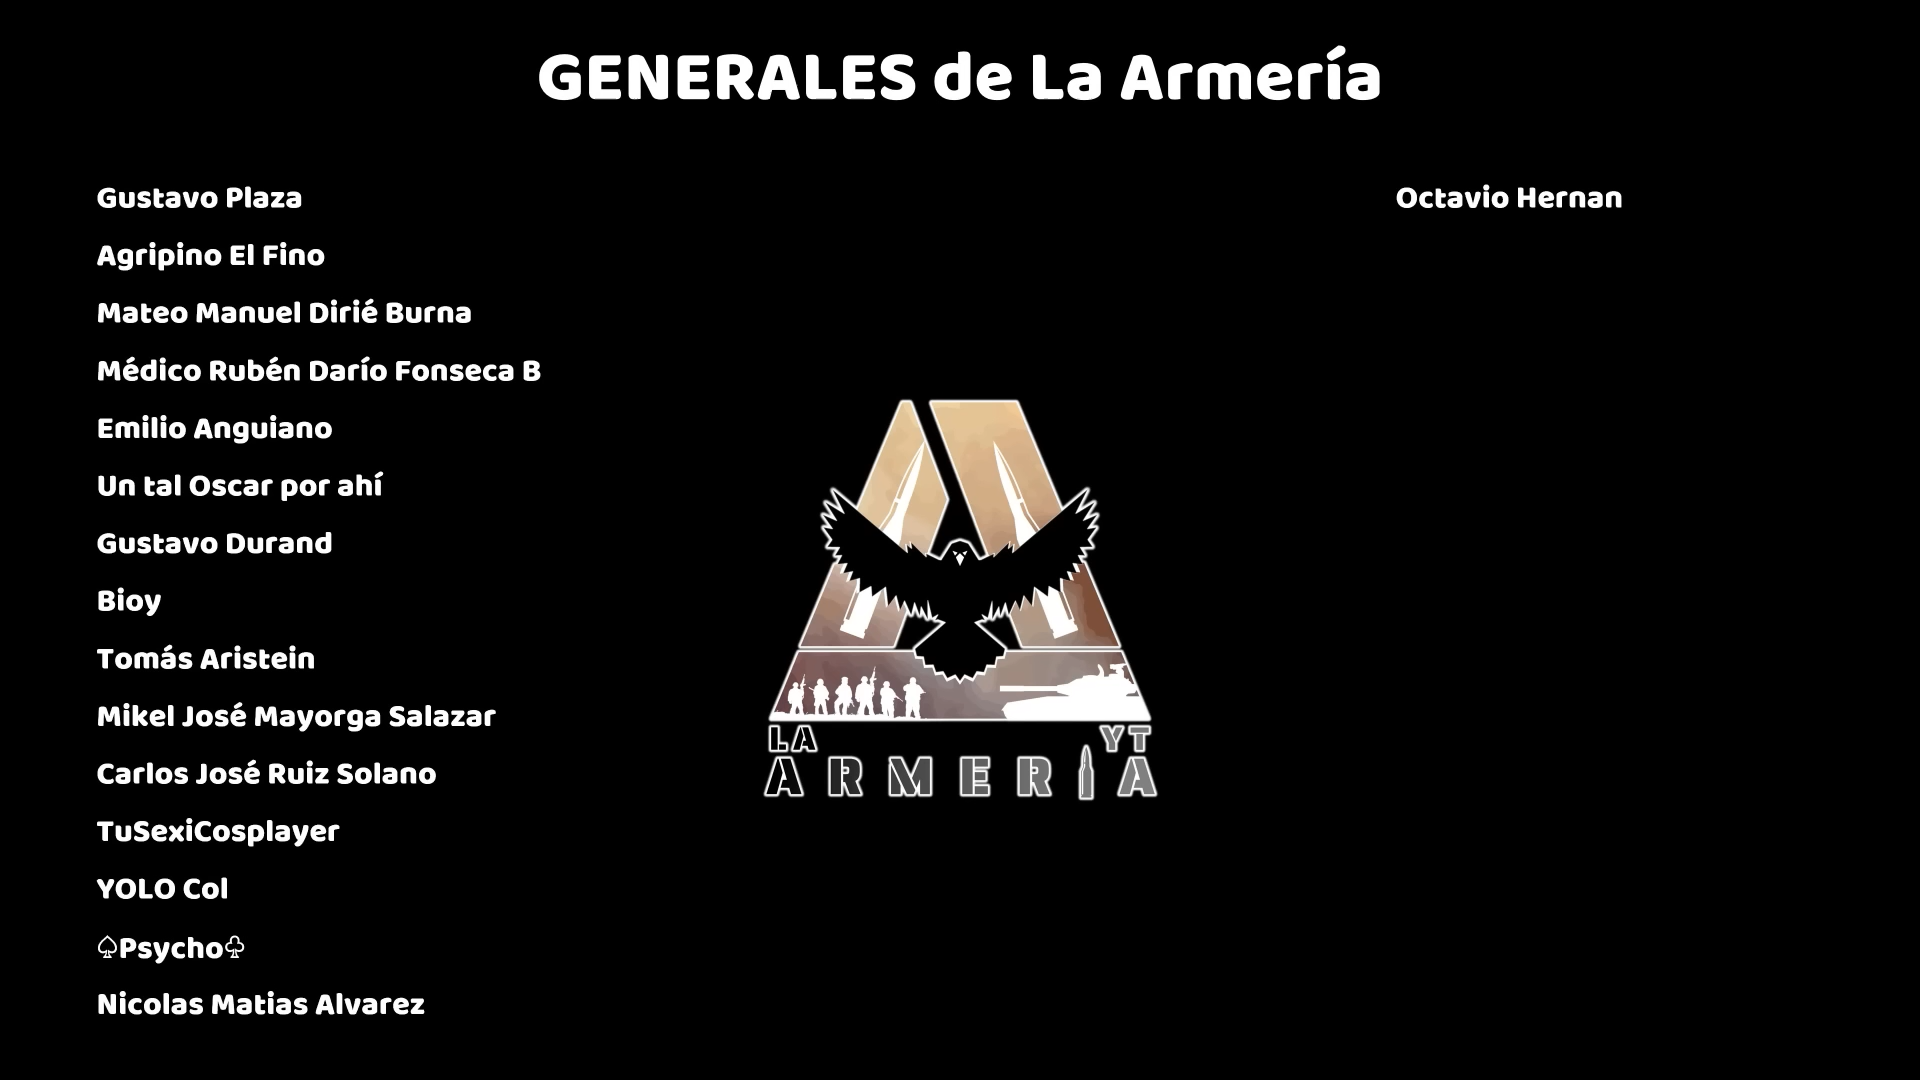 GENERALES de La Armería
Gustavo Plaza
Agripino El Fino
Mateo Manuel Dirié Burna
Médico Rubén Darío Fonseca B
Emilio Anguiano
Un tal Oscar por ahí
Gustavo Durand
Bioy
Tomás Aristein
Mikel José Mayorga Salazar
Carlos José Ruiz Solano
TuSexiCosplayer
YOLO Col
♤Psycho♧
Nicolas Matias Alvarez
Octavio Hernan
LA YT
ARMERIA